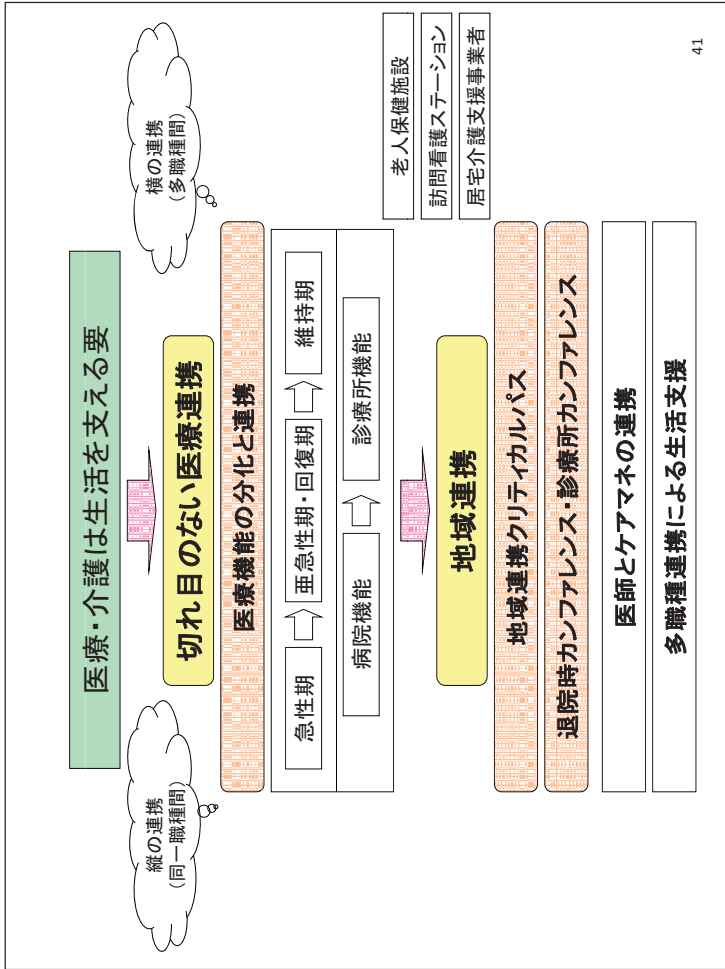 医療・介護は生活を支える要
縦の連携
(同一職種間)
横の連携
(多職種間)
切れ目のない医療連携
医療機能の分化と連携
急性期
亜急性期・回復期
維持期
病院機能
診療所機能
老人保健施設
訪問看護ステーション
居宅介護支援事業者
地域連携
地域連携クリティカルパス
退院時カンファレンス・診療所カンファレンス
医師とケアマネの連携
多職種連携による生活支援
41